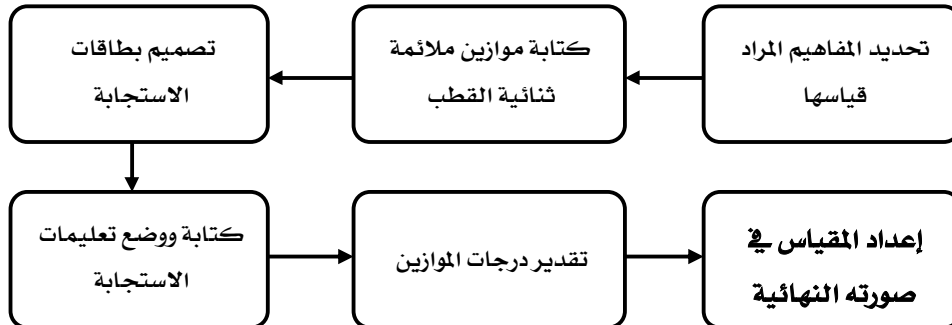 تحديد المفاهيم المراد
قياسها
كتابة موازين ملائمة
ثنائية القطب
تصميم بطاقات
الاستجابة
كتابة ووضع تعليمات
الاستجابة
تقدير درجات الموازين
إعداد المقياس في
صورته النهائية